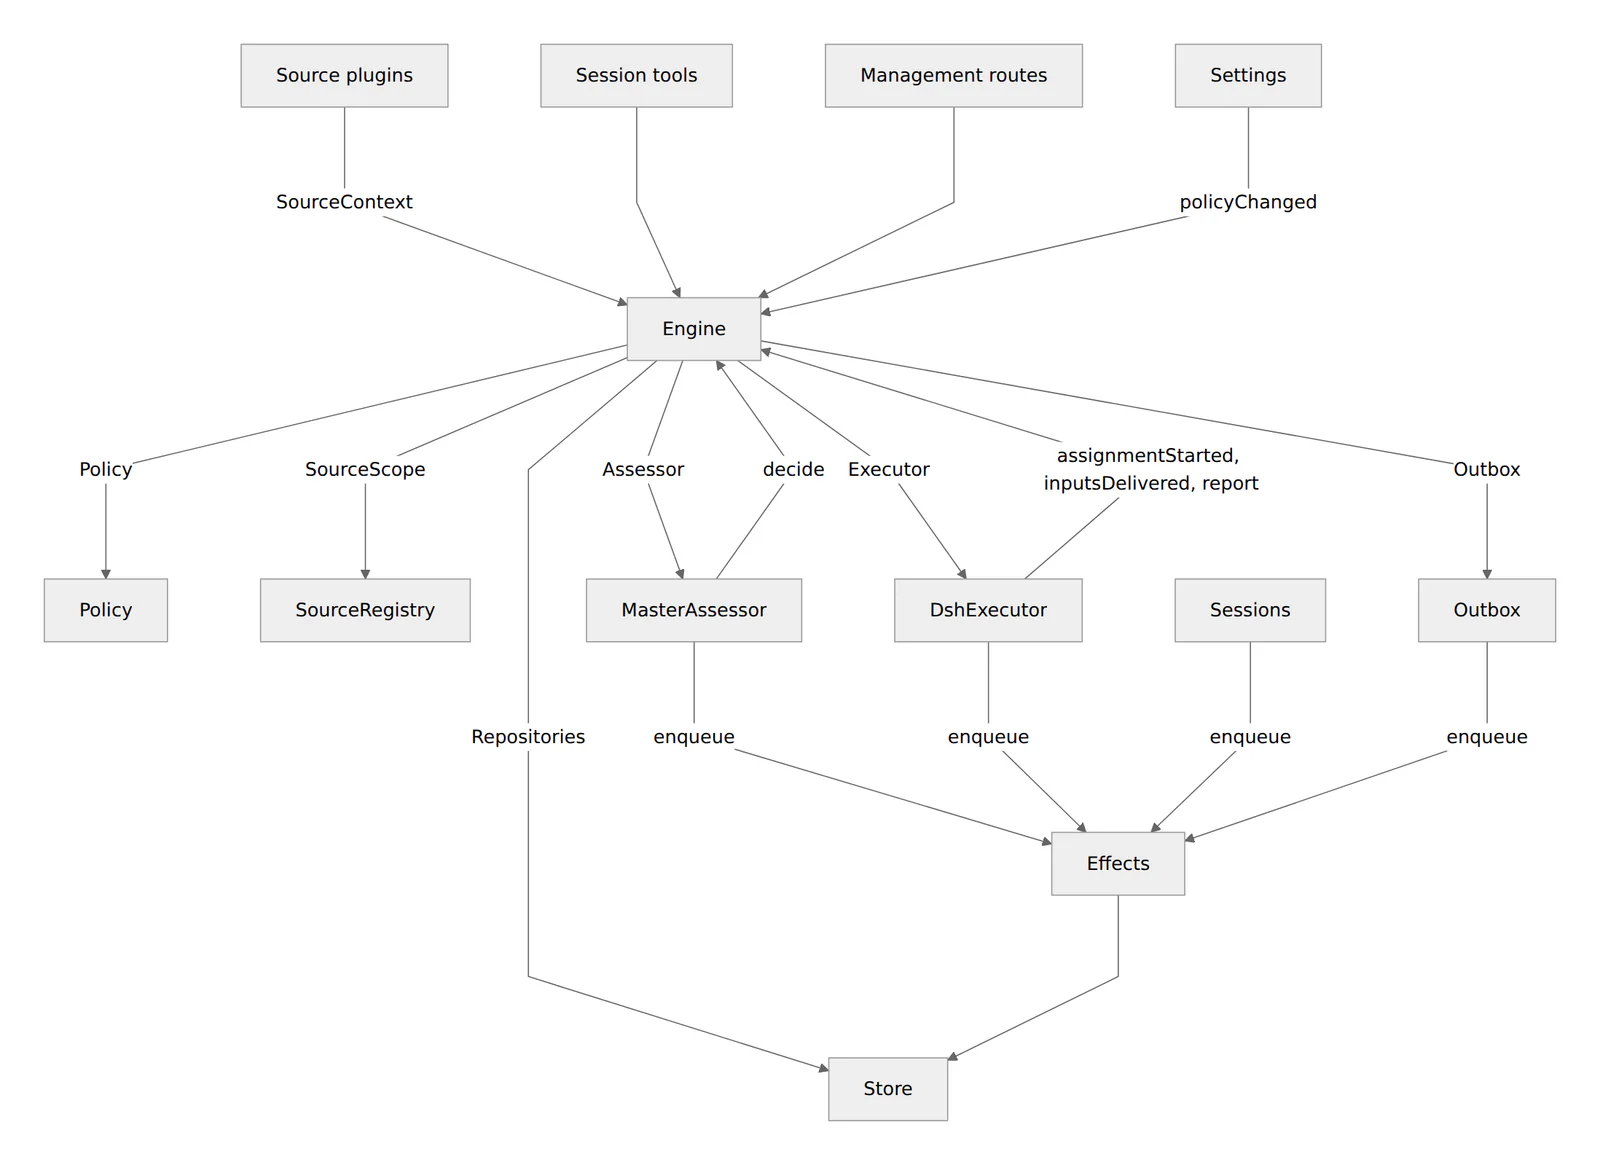 Source plugins
Session tools
Management routes
Settings
SourceContext
policyChanged
Engine
Policy
SourceScope
Assessor
decide
Executor
assignmentStarted,
inputsDelivered, report
Outbox
Policy
SourceRegistry
MasterAssessor
DshExecutor
Sessions
Outbox
Repositories
enqueue
enqueue
enqueue
enqueue
Effects
Store